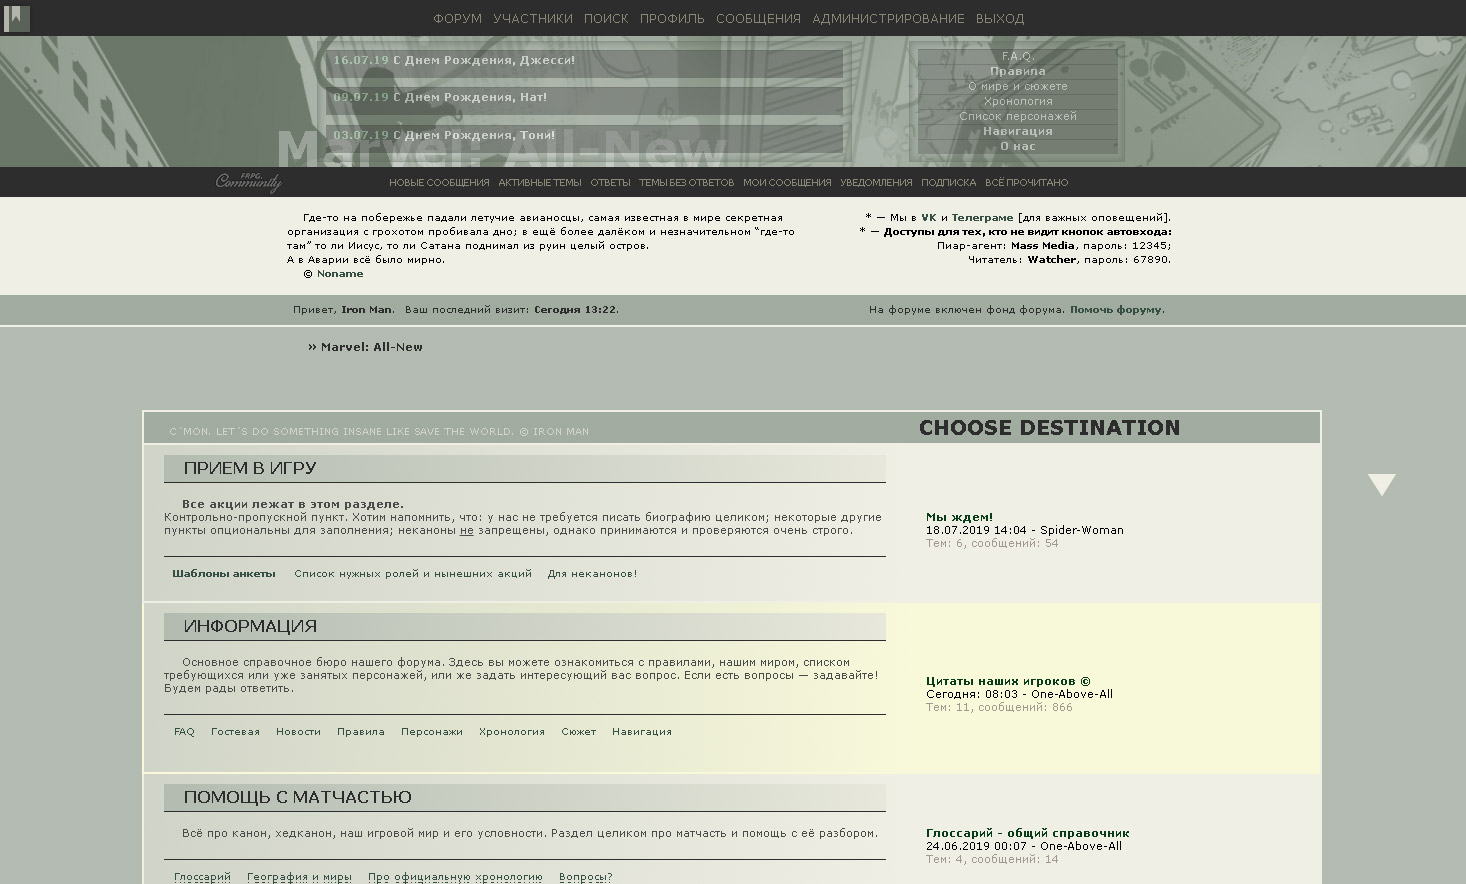 ФОРУМ УЧАСТНИКИ ПОИСК ПРОФИЛЬ СООБЩЕНИЯ АДМИНИСТРИРОВАНИЕ ВЫХОД
16.07.19 С Днем Рождения, Джесси!
09.07.19 С Днем Рождения, Нат!
03.07.19 С Днем Рождения, Тони!
Marvel: All-New
F.A.Q.
Правила
О мире и сюжете
Хронология
Список персонажей
Навигация
О нас
FRPG Community
НОВЫЕ СООБЩЕНИЯ АКТИВНЫЕ ТЕМЫ ОТВЕТЫ ТЕМЫ БЕЗ ОТВЕТОВ МОИ СООБЩЕНИЯ УВЕДОМЛЕНИЯ ПОДПИСКА ВСЁ ПРОЧИТАНО
Где-то на побережье падали летучие авианосцы, самая известная в мире секретная
организация с грохотом пробивала дно; в ещё более далёком и незначительном “где-то
там” то ли Иисус, то ли Сатана поднимал из руин целый остров.
А в Аварии всё было мирно.
© Noname
* — Мы в VK и Телеграме [для важных оповещений].
* — Доступы для тех, кто не видит кнопок автовхода:
Пиар-агент: Mass Media, пароль: 12345;
Читатель: Watcher, пароль: 67890.
Привет, Iron Man. Ваш последний визит: Сегодня 13:22.
На форуме включен фонд форума. Помочь форуму.
» Marvel: All-New
C`MON. LET`S DO SOMETHING INSANE LIKE SAVE THE WORLD. © IRON MAN
CHOOSE DESTINATION
ПРИЕМ В ИГРУ
Все акции лежат в этом разделе.
Контрольно-пропускной пункт. Хотим напомнить, что: у нас не требуется писать биографию целиком; некоторые другие
пункты опциональны для заполнения; неканоны не запрещены, однако принимаются и проверяются очень строго.
Шаблоны анкеты Список нужных ролей и нынешних акций Для неканонов!
Мы ждем!
18.07.2019 14:04 - Spider-Woman
Тем: 6, сообщений: 54
ИНФОРМАЦИЯ
Основное справочное бюро нашего форума. Здесь вы можете ознакомиться с правилами, нашим миром, списком
требующихся или уже занятых персонажей, или же задать интересующий вас вопрос. Если есть вопросы — задавайте!
Будем рады ответить.
FAQ Гостевая Новости Правила Персонажи Хронология Сюжет Навигация
Цитаты наших игроков ©
Сегодня: 08:03 - One-Above-All
Тем: 11, сообщений: 866
ПОМОЩЬ С МАТЧАСТЬЮ
Всё про канон, хедканон, наш игровой мир и его условности. Раздел целиком про матчасть и помощь с её разбором.
Глоссарий География и миры Про официальную хронологию Вопросы?
Глоссарий - общий справочник
24.06.2019 00:07 - One-Above-All
Тем: 4, сообщений: 14